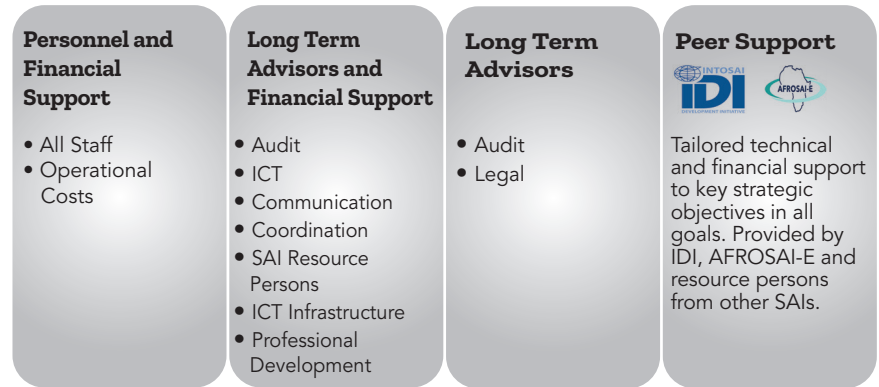 Personnel and
Financial
Support
• All Staff
• Operational
Costs
Long Term
Advisors and
Financial Support
• Audit
• ICT
• Communication
• Coordination
• SAI Resource
Persons
• ICT Infrastructure
• Professional
Development
Long Term
Advisors
• Audit
• Legal
Peer Support
INTOSAI
IDI
DEVELOPMENT INITIATIVE
AFROSAI-E
Tailored technical
and financial support
to key strategic
objectives in all
goals. Provided by
IDI, AFROSAI-E and
resource persons
from other SAIs.